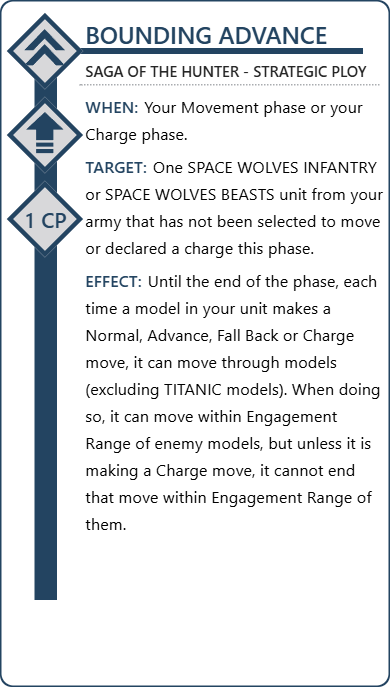 BOUNDING ADVANCE
SAGA OF THE HUNTER - STRATEGIC PLOY
WHEN: Your Movement phase or your
Charge phase.
TARGET: One SPACE WOLVES INFANTRY
or SPACE WOLVES BEASTS unit from your
army that has not been selected to move
or declared a charge this phase.
1 CP
EFFECT: Until the end of the phase, each
time a model in your unit makes a
Normal, Advance, Fall Back or Charge
move, it can move through models
(excluding TITANIC models). When doing
so, it can move within Engagement
Range of enemy models, but unless it is
making a Charge move, it cannot end
that move within Engagement Range of
them.